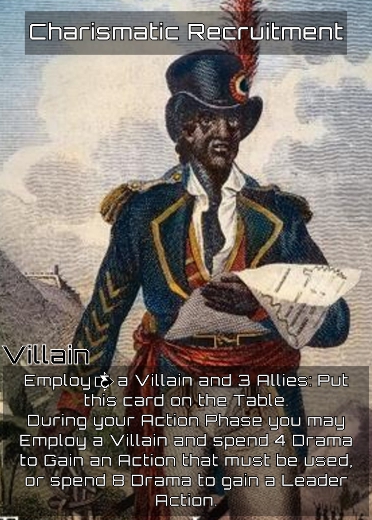 Charismatic Recruitment
Villain
Employ a Villain and 3 Allies: Put
this card on the Table.
During your Action Phase you may
Employ a Villain and spend 4 Drama
to Gain an Action that must be used,
or spend 8 Drama to gain a Leader
Action.